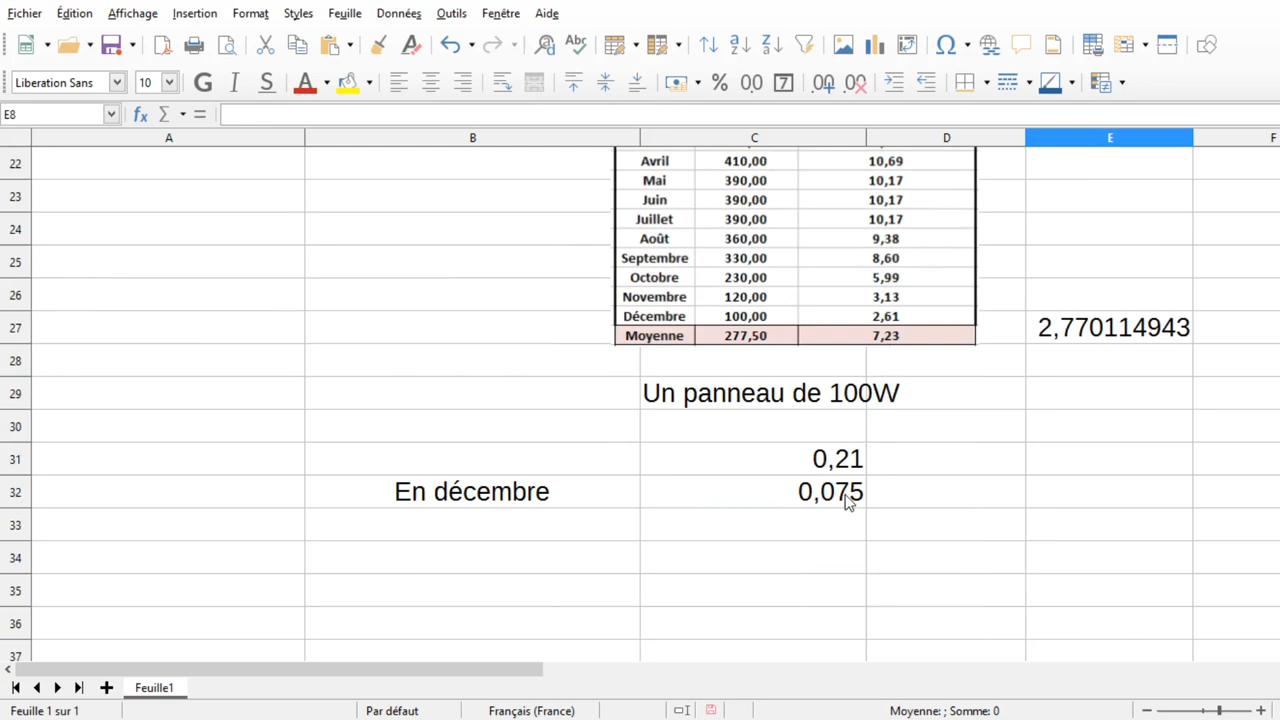 Fichier Édition Affichage Insertion Format Styles Feuille Données Outils Fenêtre Aide
Liberation Sans 10 G I S A % 0,0 7
E8 fx Σ =
A B C D E F
22 Avril 410,00 10,69
Mai 390,00 10,17
23 Juin 390,00 10,17
Juillet 390,00 10,17
24 Août 360,00 9,38
25 Septembre 330,00 8,60
Octobre 230,00 5,99
26 Novembre 120,00 3,13
Décembre 100,00 2,61
27 Moyenne 277,50 7,23 2,770114943
28
29 Un panneau de 100W
30
31 0,21
32 En décembre 0,075
33
34
35
36
37
Feuille1
Feuille 1 sur 1 Par défaut Français (France) Moyenne: ; Somme: 0